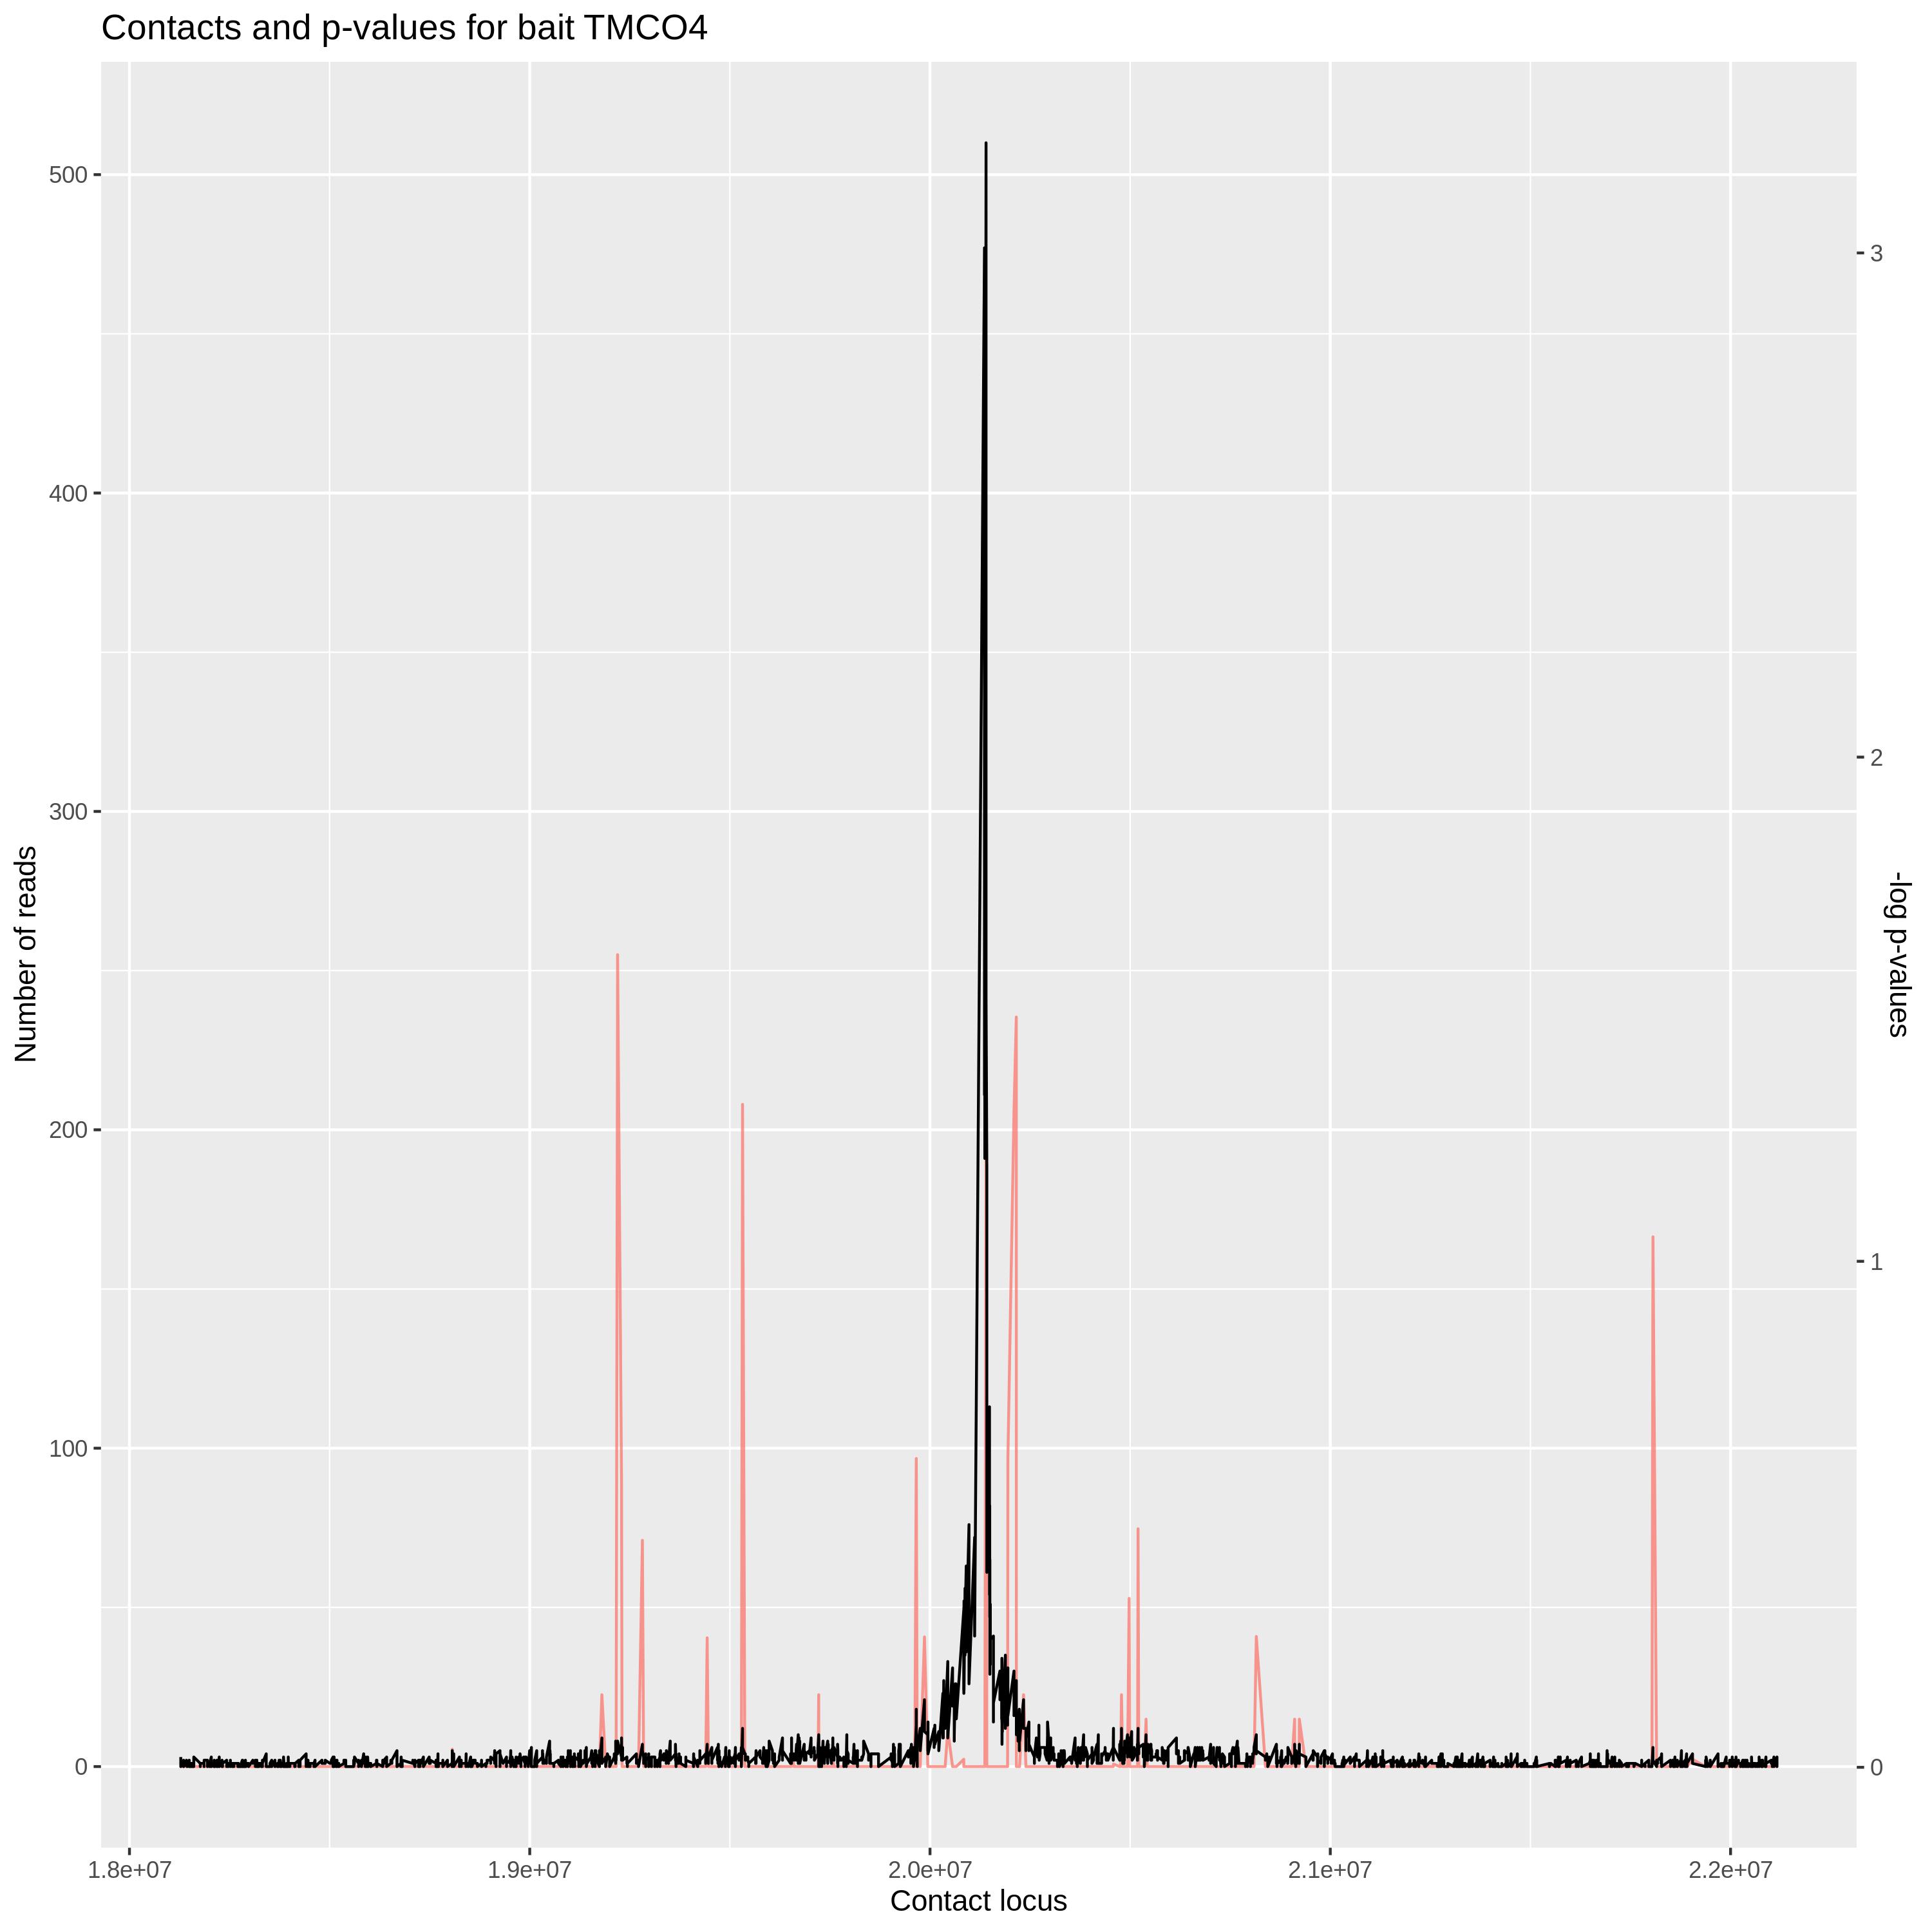 Contacts and p-values for bait TMCO4
500
400
300
200
100
0
Number of reads
3
2
1
0
-log p-values
1.8e+07
1.9e+07
2.0e+07
2.1e+07
2.2e+07
Contact locus